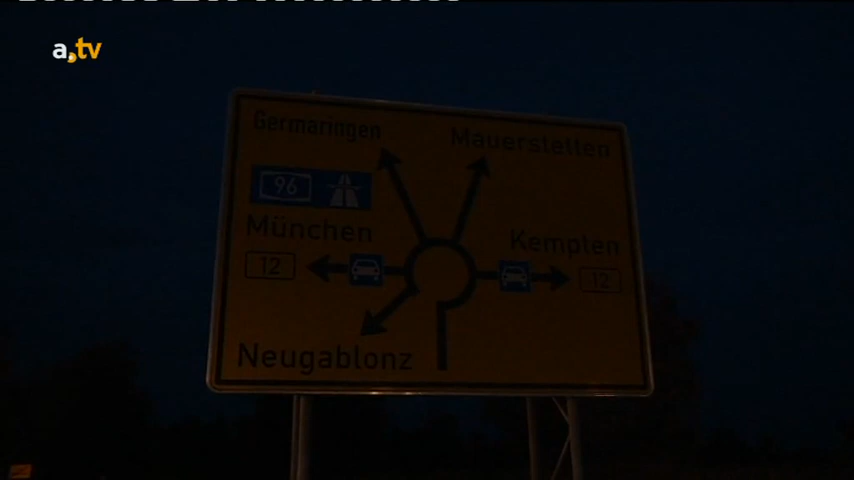 a.tv
Germaringen
Mauerstetten
96
München
Kempten
12
12
Neugablonz